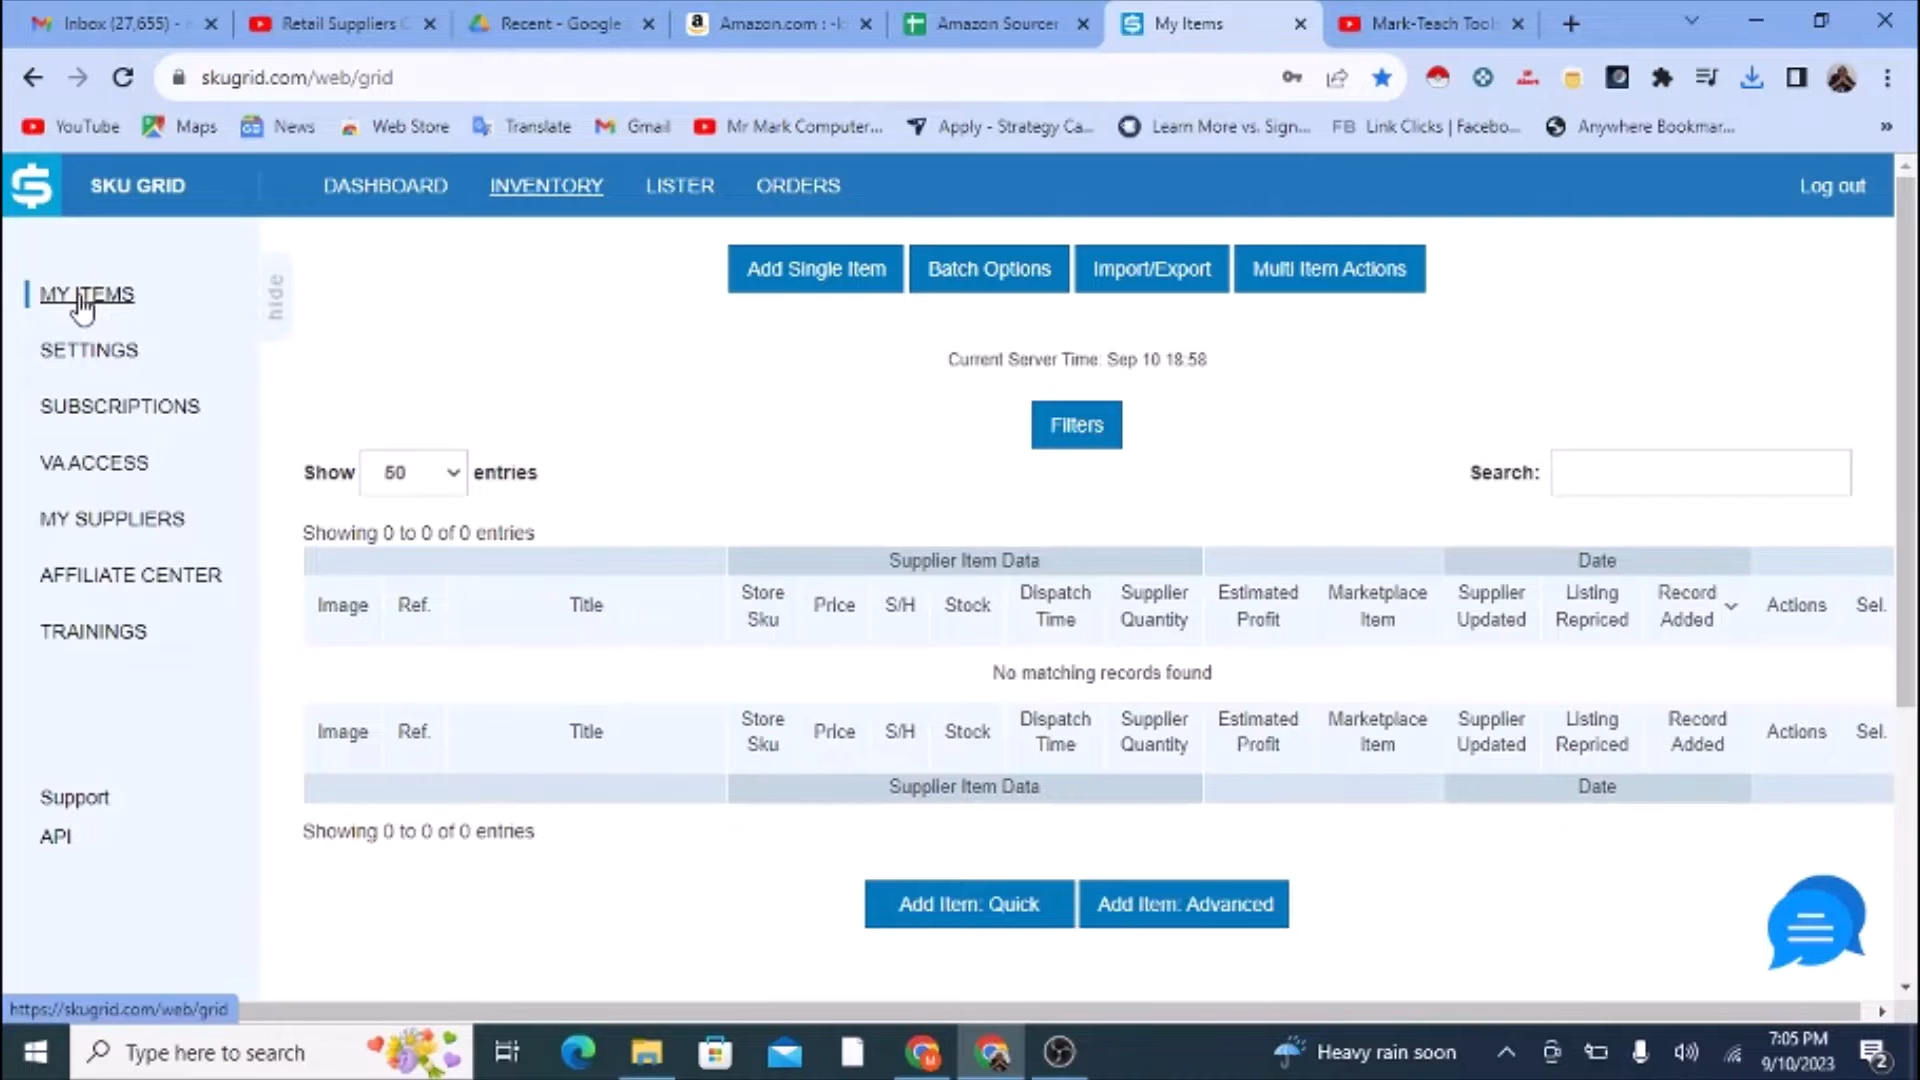 Inbox (27,655) -
Retail Suppliers
Recent - Google
Amazon.com : -k
Amazon Sourcer
My Items
Mark-Teach Tool
skugrid.com/web/grid
YouTube
Maps
News
Web Store
Translate
Gmail
Mr Mark Computer...
Apply - Strategy Ca...
Learn More vs. Sign...
FB Link Clicks | Facebo...
Anywhere Bookmar...
»
SKU GRID
DASHBOARD
INVENTORY
LISTER
ORDERS
Log out
MY ITEMS
SETTINGS
SUBSCRIPTIONS
VA ACCESS
MY SUPPLIERS
AFFILIATE CENTER
TRAININGS
Support
API
hide
Add Single Item
Batch Options
Import/Export
Multi Item Actions
Current Server Time: Sep 10 18:58
Filters
Show 50 entries
Search:
Showing 0 to 0 of 0 entries
Supplier Item Data
Date
Image
Ref.
Title
Store Sku
Price
S/H
Stock
Dispatch Time
Supplier Quantity
Estimated Profit
Marketplace Item
Supplier Updated
Listing Repriced
Record Added
Actions
Sel.
No matching records found
Image
Ref.
Title
Store Sku
Price
S/H
Stock
Dispatch Time
Supplier Quantity
Estimated Profit
Marketplace Item
Supplier Updated
Listing Repriced
Record Added
Actions
Sel.
Supplier Item Data
Date
Showing 0 to 0 of 0 entries
Add Item: Quick
Add Item: Advanced
https://skugrid.com/web/grid
Type here to search
Heavy rain soon
7:05 PM
9/10/2023
2